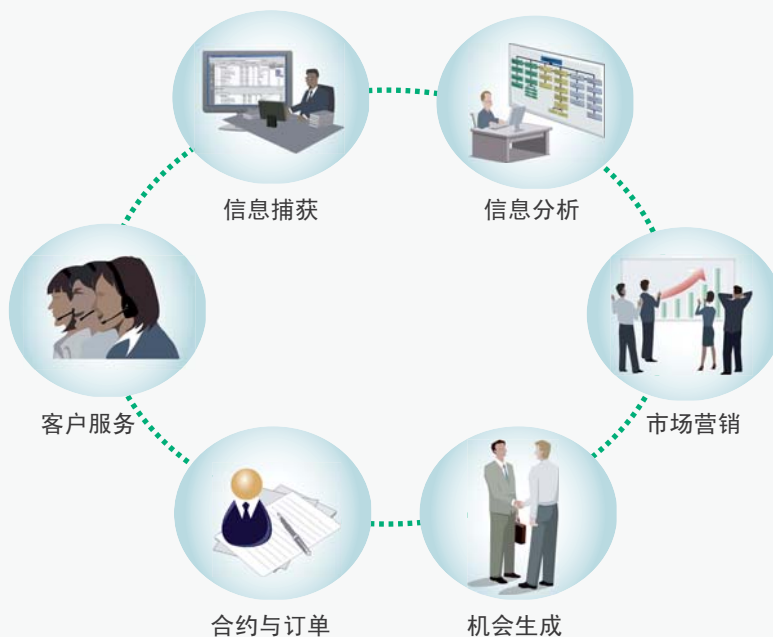 信息捕获
信息分析
客户服务
市场营销
合约与订单
机会生成